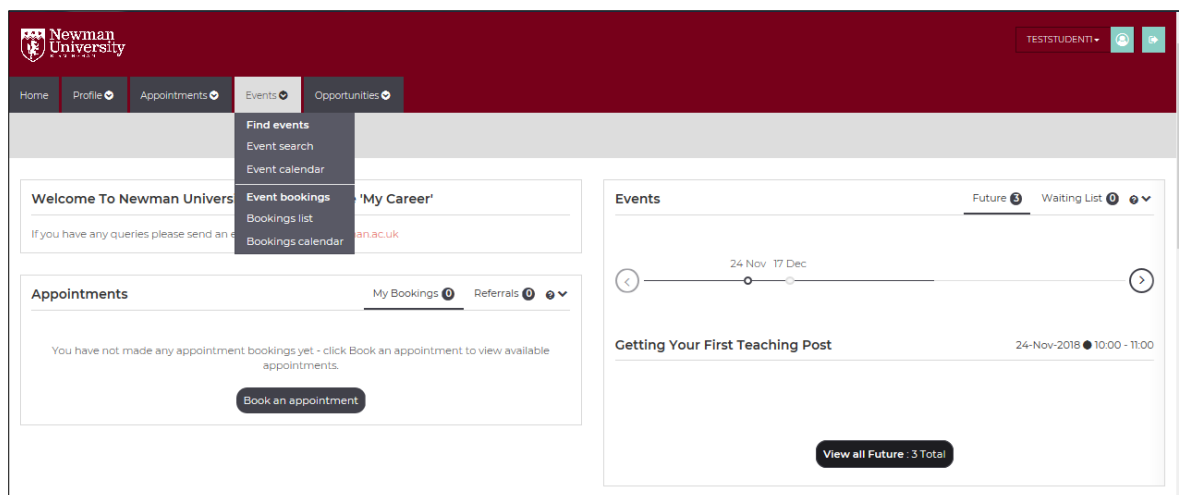 Newman
University
TESTSTUDENT1
Home Profile Appointments Events Opportunities
Find events
Event search
Event calendar
Event bookings
Bookings list
Bookings calendar
Welcome To Newman Univers 'My Career'
If you have any queries please send an e man.ac.uk
Appointments My Bookings 0 Referrals 0
You have not made any appointment bookings yet - click Book an appointment to view available
appointments.
Book an appointment
Events Future 3 Waiting List 0
24 Nov 17 Dec
Getting Your First Teaching Post 24-Nov-2018 10:00 - 11:00
View all Future : 3 Total